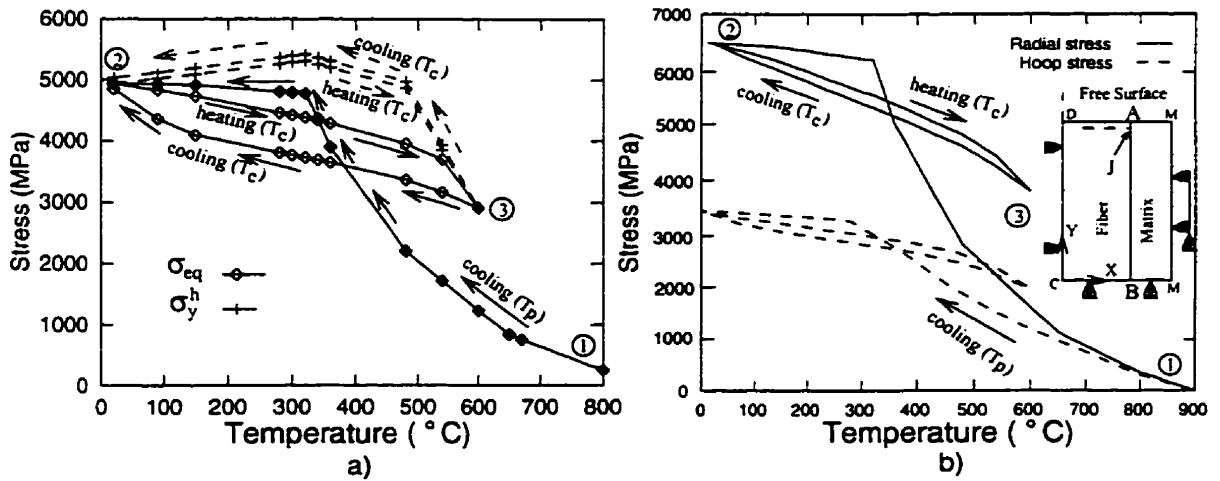 6000
5000
4000
3000
2000
1000
0
Stress (MPa)
②
cooling (Tc)
heating (Tc)
heating (Tc)
cooling (Tc)
③
σeq
σyh
cooling (Tp)
①
0 100 200 300 400 500 600 700 800
Temperature (°C)
a)
b)
7000
6000
5000
4000
3000
2000
1000
0
Stress (MPa)
②
Radial stress
Hoop stress
heating (Tc)
cooling (Tc)
③
Free Surface
D A M
J
Fiber
Matrix
Y
X
C B M
cooling (Tp)
①
0 100 200 300 400 500 600 700 800 900
Temperature (°C)
b)